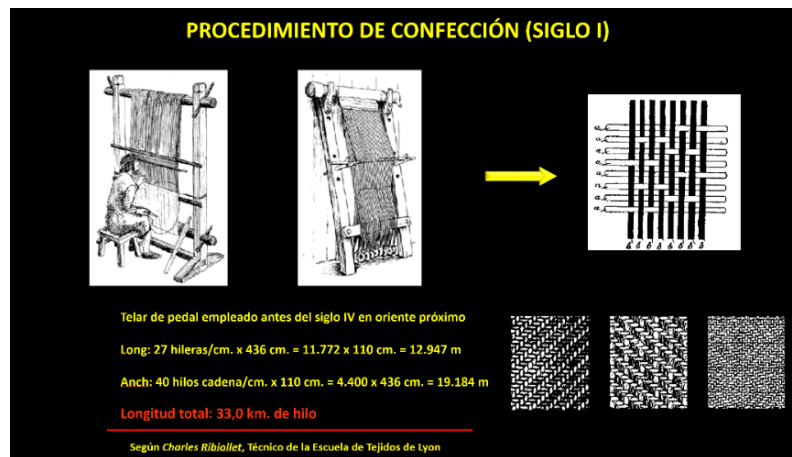 PROCEDIMIENTO DE CONFECCIÓN (SIGLO I)
Telar de pedal empleado antes del siglo IV en oriente próximo
Long: 27 hileras/cm. x 436 cm. = 11.772 x 110 cm. = 12.947 m
Anch: 40 hilos cadena/cm. x 110 cm. = 4.400 x 436 cm. = 19.184 m
Longitud total: 33,0 km. de hilo
Según Charles Ribiollet, Técnico de la Escuela de Tejidos de Lyon